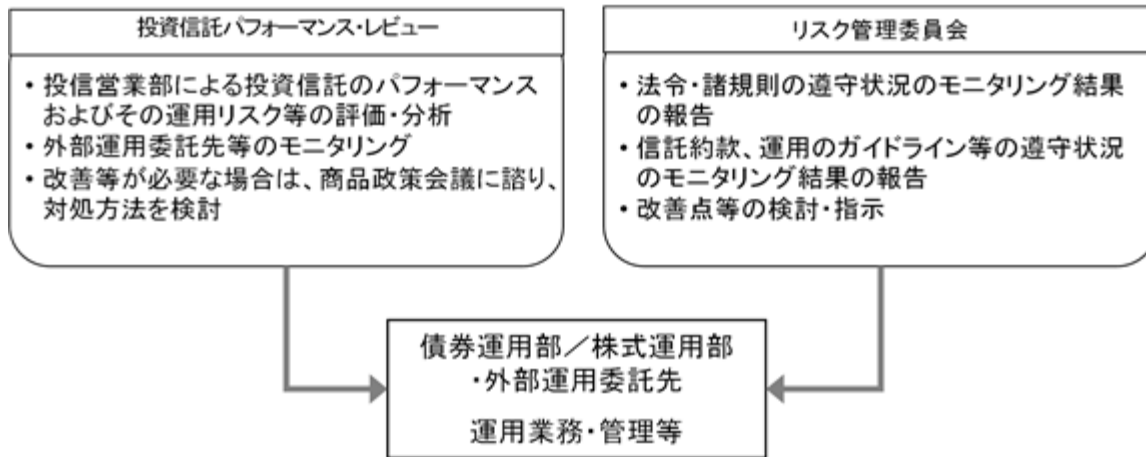 投資信託パフォーマンス・レビュー
・投信営業部による投資信託のパフォーマンス
およびその運用リスク等の評価・分析
・外部運用委託先等のモニタリング
・改善等が必要な場合は、商品政策会議に諮り、
対処方法を検討
リスク管理委員会
・法令・諸規則の遵守状況のモニタリング結果
の報告
・信託約款、運用のガイドライン等の遵守状況
のモニタリング結果の報告
・改善点等の検討・指示
債券運用部／株式運用部
・外部運用委託先
運用業務・管理等